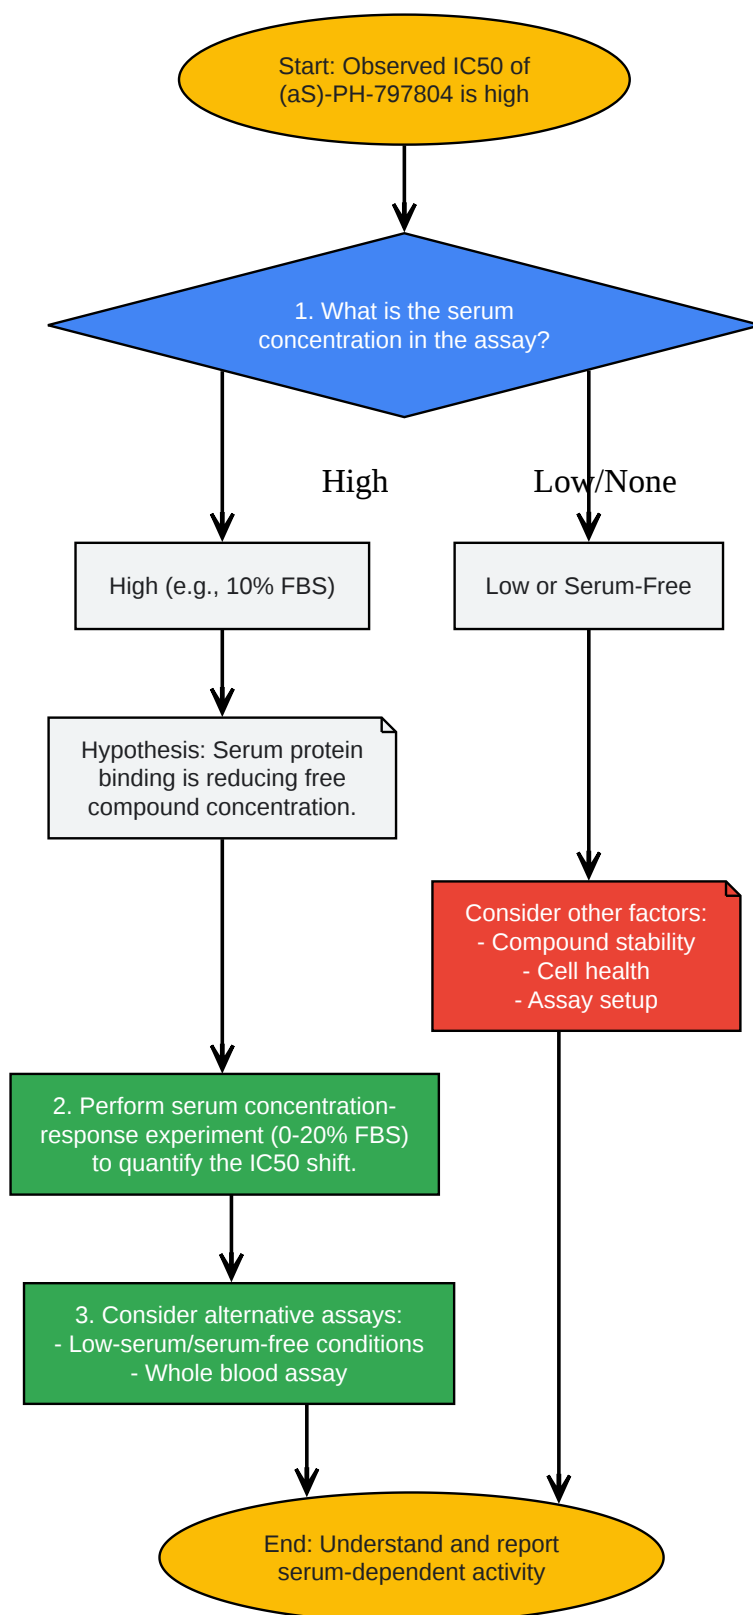 Start: Observed IC50 of
(aS)-PH-797804 is high
1. What is the serum
concentration in the assay?
High
Low/None
High (e.g., 10% FBS)
Low or Serum-Free
Hypothesis: Serum protein
binding is reducing free
compound concentration.
Consider other factors:
- Compound stability
- Cell health
- Assay setup
2. Perform serum concentration-
response experiment (0-20% FBS)
to quantify the IC50 shift.
3. Consider alternative assays:
- Low-serum/serum-free conditions
- Whole blood assay
End: Understand and report
serum-dependent activity